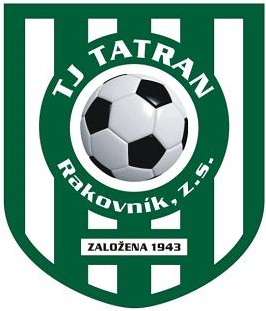 TJ TATRAN
Rakovník, z.s.
ZALOŽENA 1943